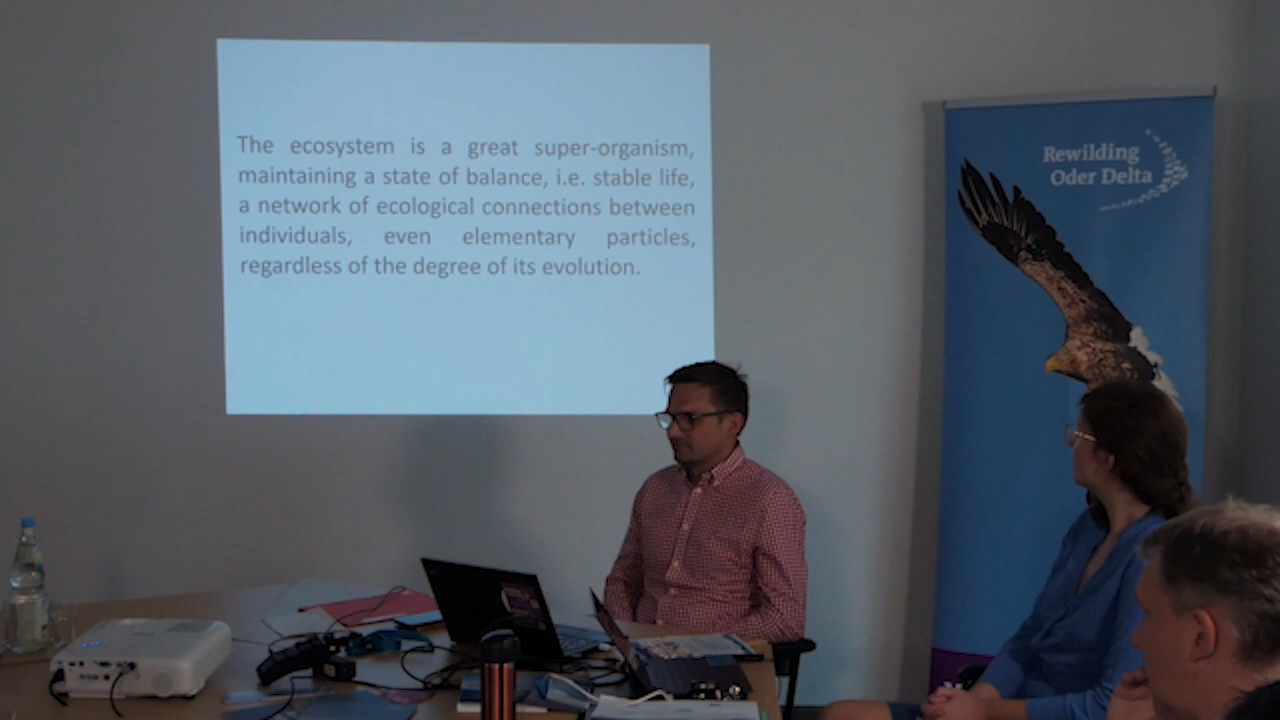 The ecosystem is a great super-organism,
maintaining a state of balance, i.e. stable life,
a network of ecological connections between
individuals, even elementary particles,
regardless of the degree of its evolution.
Rewilding
Oder Delta